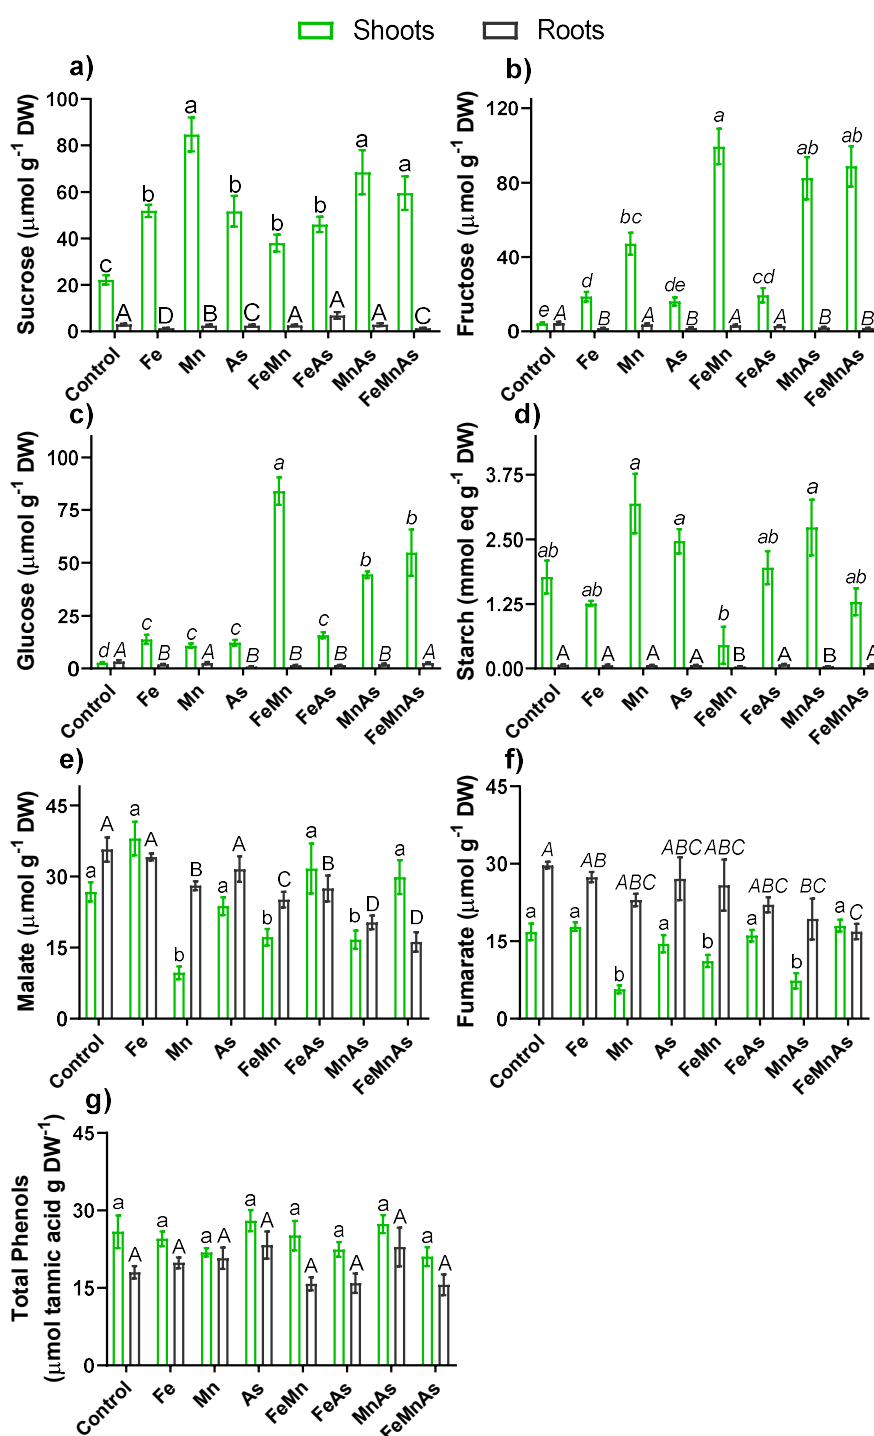 Shoots Roots
a)
Sucrose (μmol g⁻¹ DW)
100
80
60
40
20
0
c b a b b b a a
A D B C A A A C
Control Fe Mn As FeMn FeAs MnAs FeMnAs
b)
Fructose (μmol g⁻¹ DW)
120
80
40
0
e d bc de a cd ab ab
A B A B A A B B
Control Fe Mn As FeMn FeAs MnAs FeMnAs
c)
Glucose (μmol g⁻¹ DW)
100
75
50
25
0
d c c c a c b b
A B A B B B B A
Control Fe Mn As FeMn FeAs MnAs FeMnAs
d)
Starch (mmol eq g⁻¹ DW)
3.75
2.50
1.25
0.00
ab ab a a b ab a ab
A A A A B A B A
Control Fe Mn As FeMn FeAs MnAs FeMnAs
e)
Malate (μmol g⁻¹ DW)
45
30
15
0
a a b a b a b a
A A B A C B D D
Control Fe Mn As FeMn FeAs MnAs FeMnAs
f)
Fumarate (μmol g⁻¹ DW)
45
30
15
0
a a b a b a b a
A AB ABC ABC ABC ABC BC C
Control Fe Mn As FeMn FeAs MnAs FeMnAs
g)
Total Phenols
(μmol tannic acid g DW⁻¹)
45
30
15
0
a a a a a a a a
A A A A A A A A
Control Fe Mn As FeMn FeAs MnAs FeMnAs